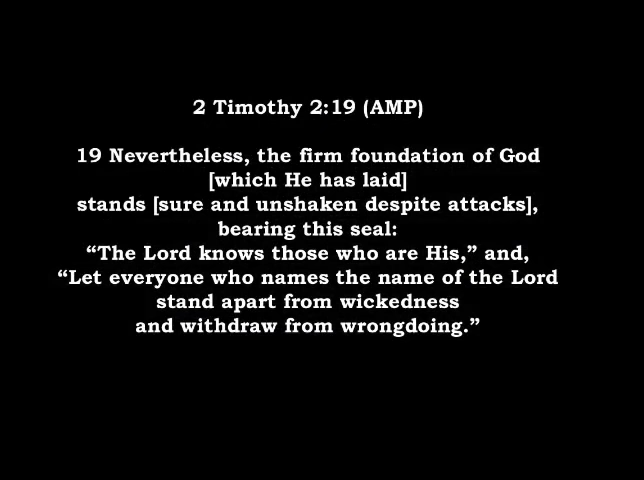 2 Timothy 2:19 (AMP)
19 Nevertheless, the firm foundation of God
[which He has laid]
stands [sure and unshaken despite attacks],
bearing this seal:
“The Lord knows those who are His,” and,
“Let everyone who names the name of the Lord
stand apart from wickedness
and withdraw from wrongdoing.”